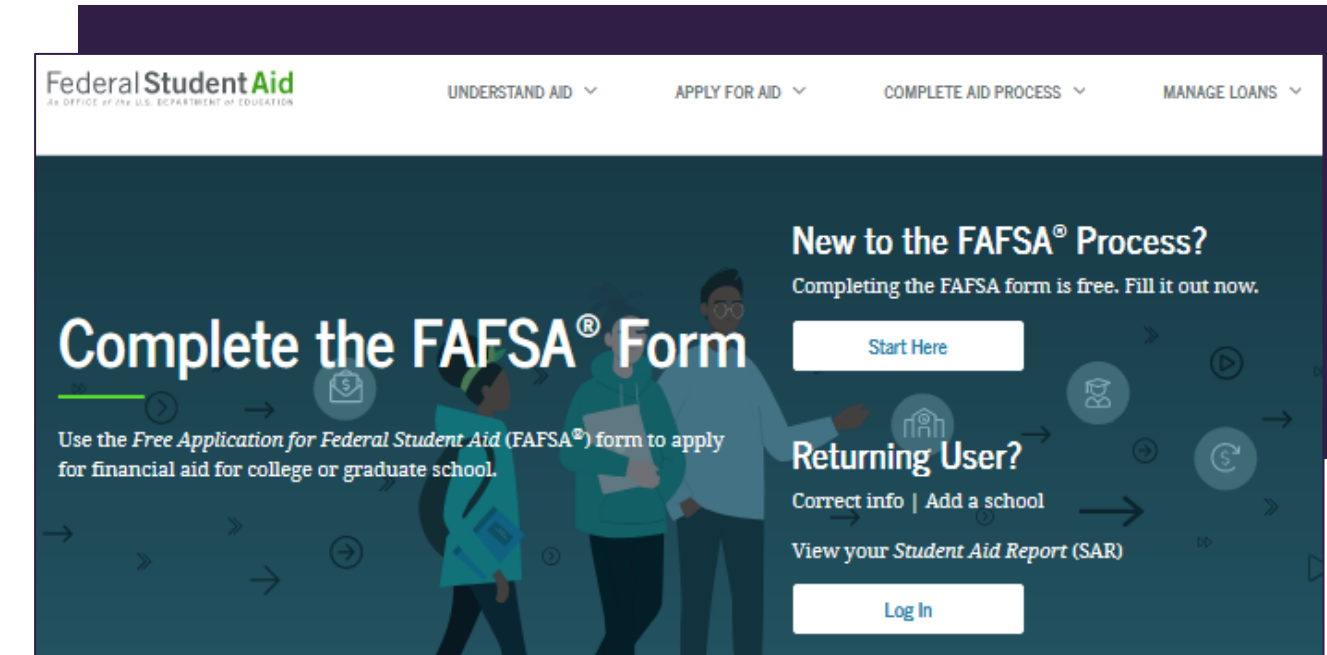 Federal Student Aid
An OFFICE of the U.S. DEPARTMENT of EDUCATION
UNDERSTAND AID
APPLY FOR AID
COMPLETE AID PROCESS
MANAGE LOANS
Complete the FAFSA® Form
Use the Free Application for Federal Student Aid (FAFSA®) form to apply
for financial aid for college or graduate school.
New to the FAFSA® Process?
Completing the FAFSA form is free. Fill it out now.
Start Here
Returning User?
Correct info | Add a school
View your Student Aid Report (SAR)
Log In